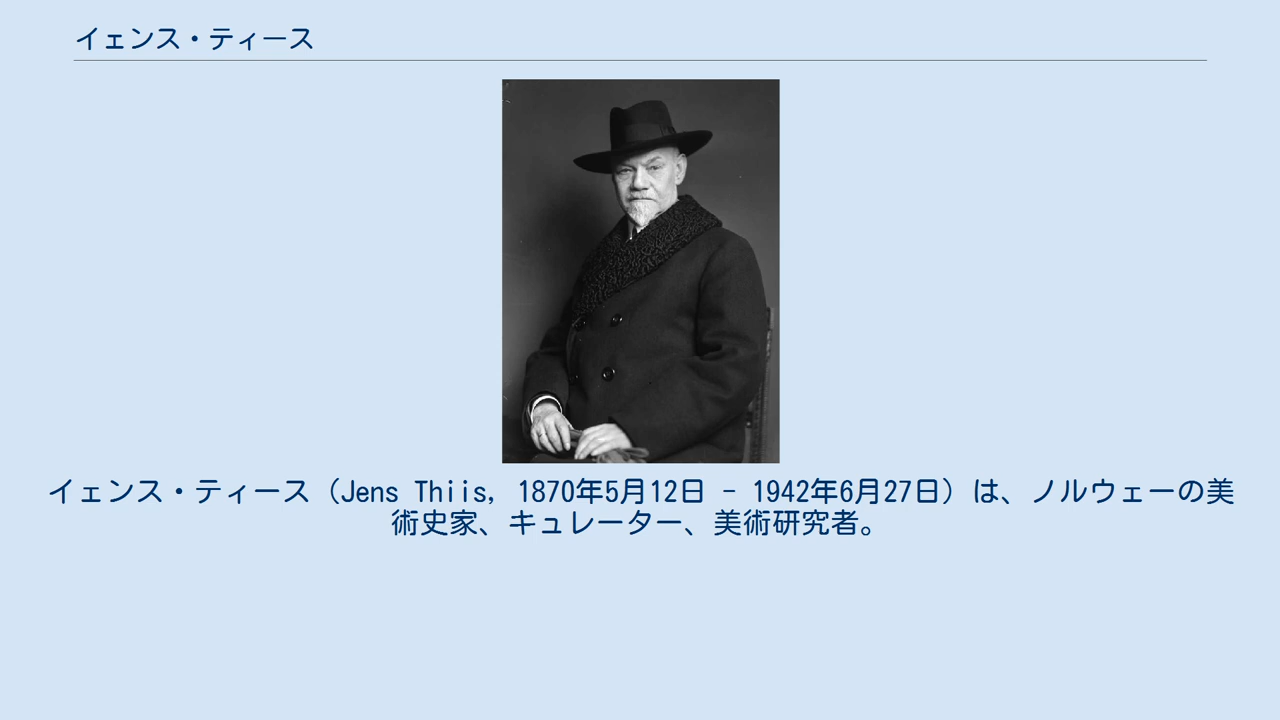 イェンス・ティース
イェンス・ティース（Jens Thiis, 1870年5月12日 - 1942年6月27日）は、ノルウェーの美
術史家、キュレーター、美術研究者。